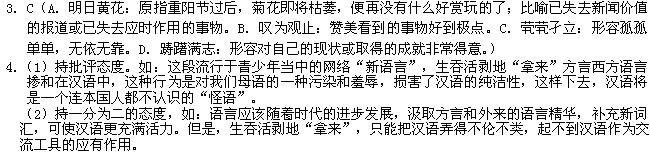 3. C（A. 明日黄花：原指重阳节过后，菊花即将枯萎，便再没有什么好赏玩的了；比喻已失去新闻价值
的报道或已失去应时作用的事物。B. 叹为观止：赞美看到的事物好到极点。C. 茕茕孑立：形容孤孤
单单，无依无靠。D. 踌躇满志：形容对自己的现状或取得的成就非常得意。）
4.（1）持批评态度。如：这段流行于青少年当中的网络“新语言”，生吞活剥地“拿来”方言西方语言
掺和在汉语中，这种行为是对我们母语的一种污染和羞辱，损害了汉语的纯洁性，这样下去，汉语将
是一个连本国人都不认识的“怪语”。
（2）持一分为二的态度，如：语言应该随着时代的进步发展，汲取方言和外来的语言精华，补充新词
汇，可使汉语更充满活力。但是，生吞活剥地“拿来”，只能把汉语弄得不伦不类，起不到汉语作为交
流工具的应有作用。